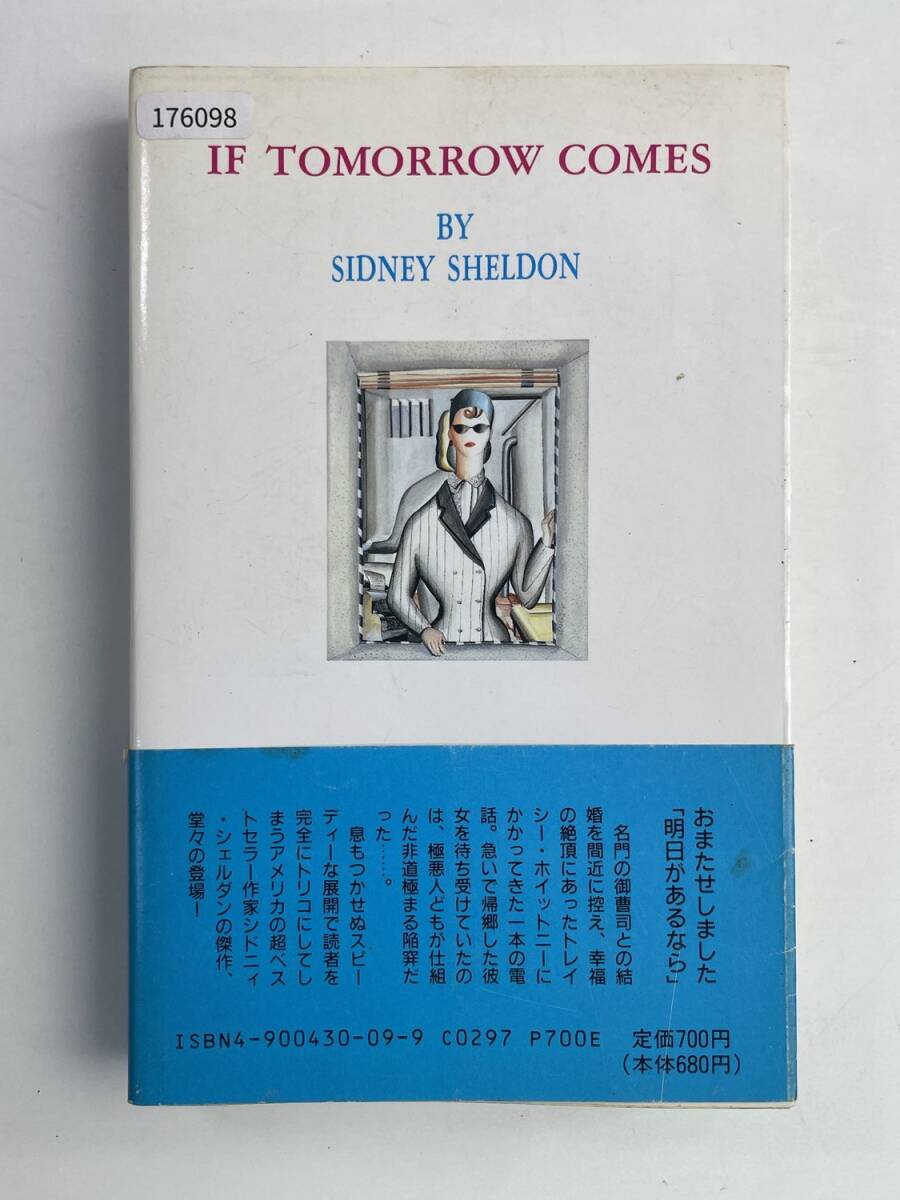 176098
IF TOMORROW COMES
BY
SIDNEY SHELDON
おまたせしました
「明日があるなら」
名門の御曹司との結
婚を間近に控え、幸福
の絶頂にあったトレイ
シー・ホイットニーに
かかってきた一本の電
話。急いで帰郷した彼
女を待ち受けていたの
は、極悪人どもが仕組
んだ非道極まる陥穽だ
った……。
息もつかせぬスピー
ディーな展開で読者を
完全にトリコにしてし
まうアメリカの超ベス
トセラー作家シドニィ
・シェルダンの傑作、
堂々の登場！
ISBN4-900430-09-9 C0297 P700E 定価700円
（本体680円）